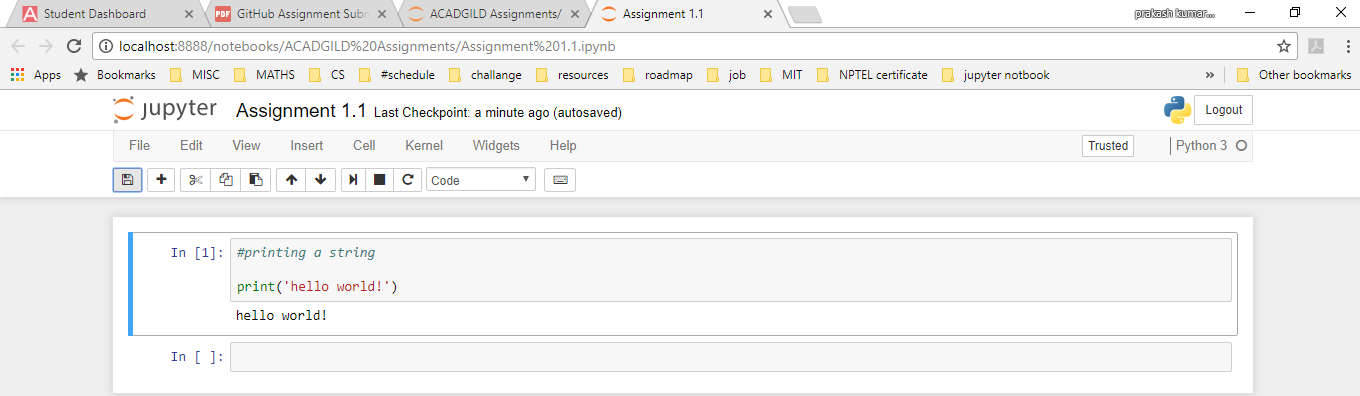 Student Dashboard GitHub Assignment Subm ACADGILD Assignments/ Assignment 1.1 prakash kumar...
localhost:8888/notebooks/ACADGILD%20Assignments/Assignment%201.1.ipynb
Apps Bookmarks MISC MATHS CS #schedule challange resources roadmap job MIT NPTEL certificate jupyter notbook » Other bookmarks
jupyter Assignment 1.1 Last Checkpoint: a minute ago (autosaved) Logout
File Edit View Insert Cell Kernel Widgets Help Trusted Python 3
Code
In [1]: #printing a string
print('hello world!')
hello world!
In [ ]: